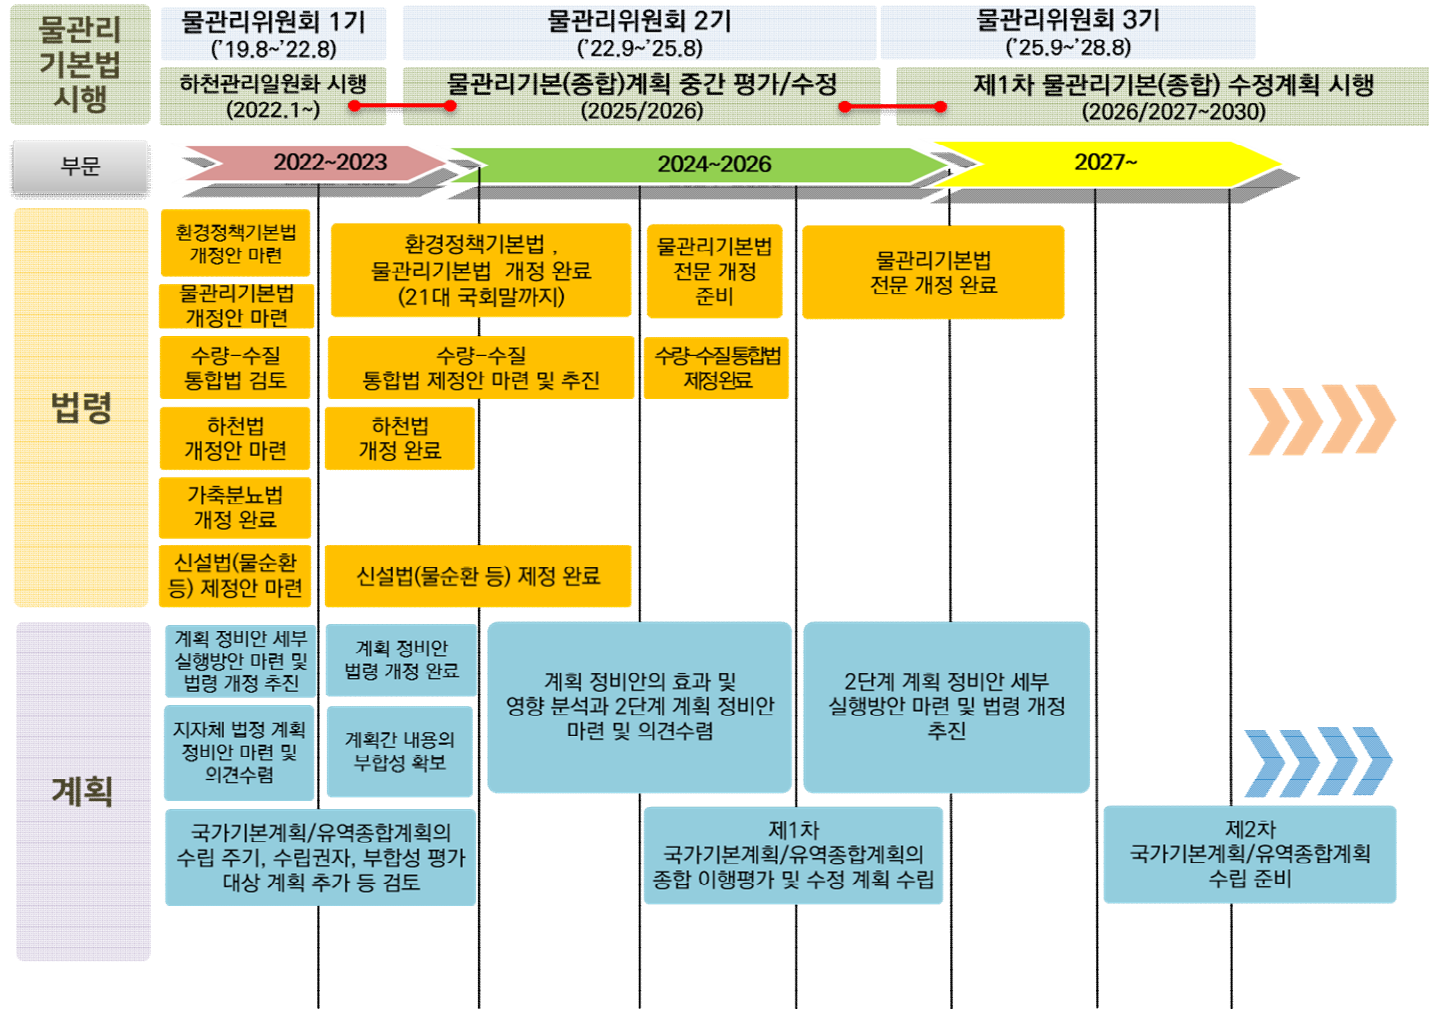 물관리
기본법
시행
물관리위원회 1기
('19.8~'22.8)
물관리위원회 2기
('22.9~'25.8)
물관리위원회 3기
('25.9~'28.8)
하천관리일원화 시행
(2022.1~)
물관리기본(종합)계획 중간 평가/수정
(2025/2026)
제1차 물관리기본(종합) 수정계획 시행
(2026/2027~2030)
부문
2022~2023
2024~2026
2027~
법령
환경정책기본법
개정안 마련
환경정책기본법 ,
물관리기본법 개정 완료
(21대 국회말까지)
물관리기본법
전문 개정
준비
물관리기본법
전문 개정 완료
물관리기본법
개정안 마련
수량-수질
통합법 검토
수량-수질
통합법 제정안 마련 및 추진
수량-수질 통합법
제정완료
하천법
개정안 마련
하천법
개정 완료
가축분뇨법
개정 완료
신설법(물순환
등) 제정안 마련
신설법(물순환 등) 제정 완료
계획
계획 정비안 세부
실행방안 마련 및
법령 개정 추진
계획 정비안
법령 개정 완료
계획 정비안의 효과 및
영향 분석과 2단계 계획 정비안
마련 및 의견수렴
2단계 계획 정비안 세부
실행방안 마련 및 법령 개정
추진
지자체 법정 계획
정비안 마련 및
의견수렴
계획간 내용의
부합성 확보
국가기본계획/유역종합계획의
수립 주기, 수립권자, 부합성 평가
대상 계획 추가 등 검토
제1차
국가기본계획/유역종합계획의
종합 이행평가 및 수정 계획 수립
제2차
국가기본계획/유역종합계획
수립 준비